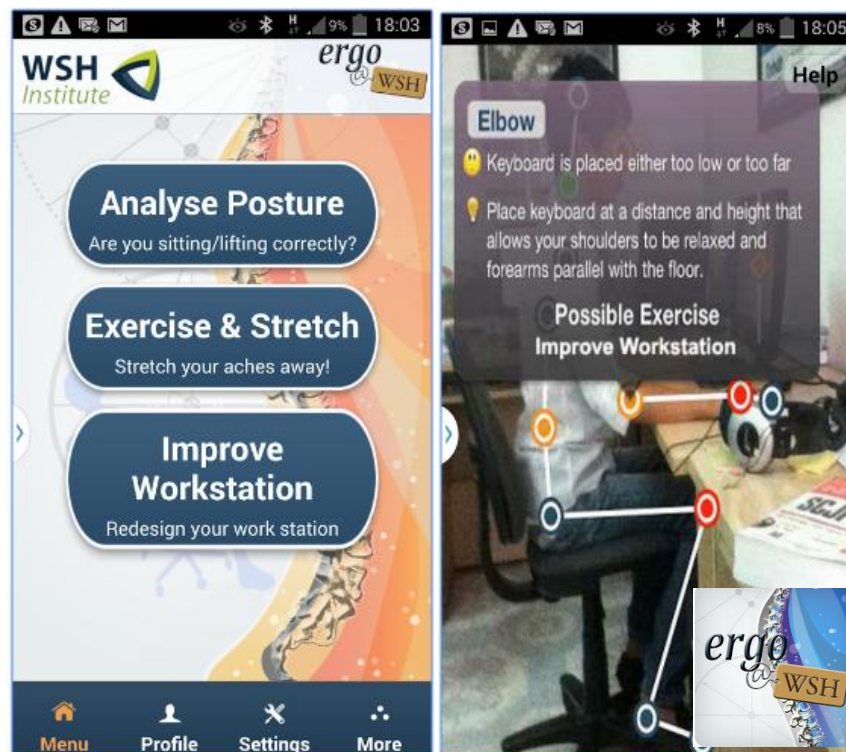 9% 18:03
WSH
Institute
ergo
@ WSH
Analyse Posture
Are you sitting/lifting correctly?
Exercise & Stretch
Stretch your aches away!
Improve
Workstation
Redesign your work station
Menu Profile Settings More
8% 18:05
Help
Elbow
Keyboard is placed either too low or too far
Place keyboard at a distance and height that
allows your shoulders to be relaxed and
forearms parallel with the floor.
Possible Exercise
Improve Workstation
SCJP
ergo
@ WSH